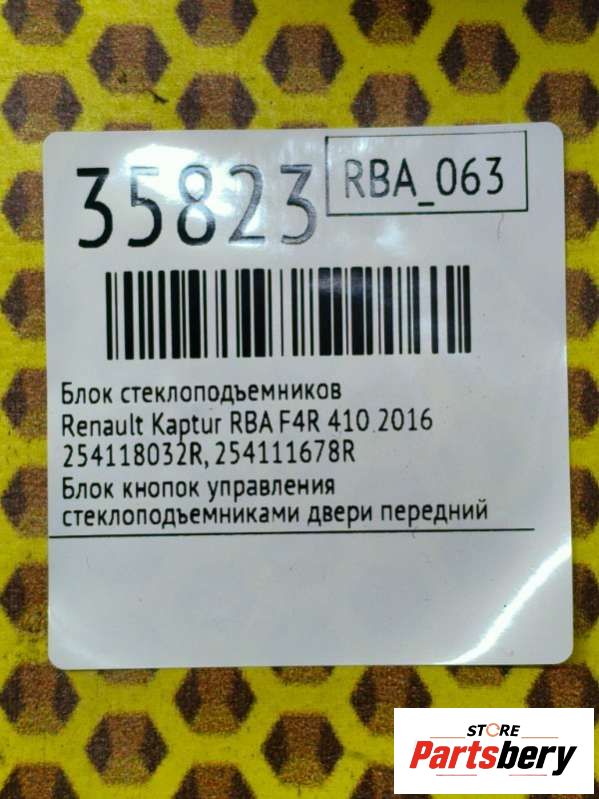 35823
RBA_063
Блок стеклоподъемников
Renault Kaptur RBA F4R 410 2016
254118032R, 254111678R
Блок кнопок управления
стеклоподъемниками двери передний
STORE
Partsbery